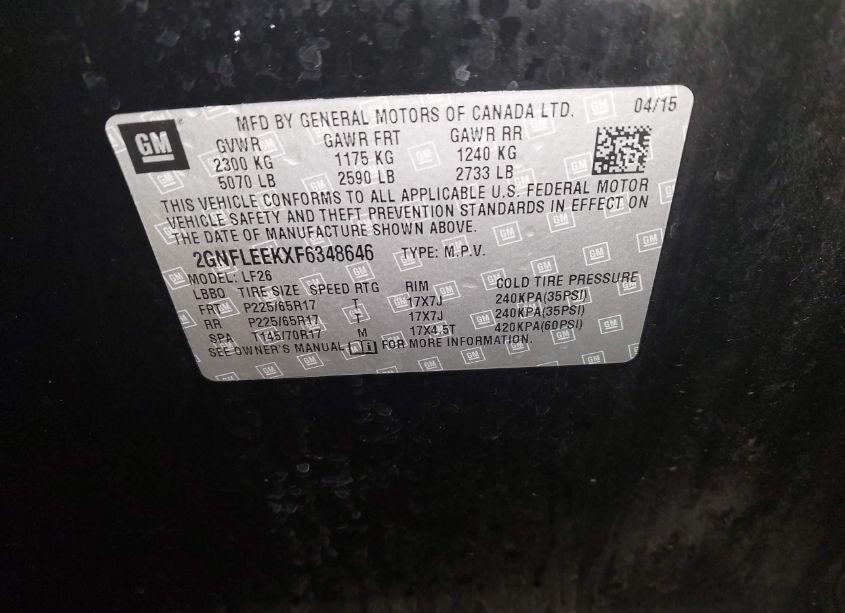 GM
MFD BY GENERAL MOTORS OF CANADA LTD. 04/15
GVWR GAWR FRT GAWR RR
2300 KG 1175 KG 1240 KG
5070 LB 2590 LB 2733 LB
THIS VEHICLE CONFORMS TO ALL APPLICABLE U.S. FEDERAL MOTOR
VEHICLE SAFETY AND THEFT PREVENTION STANDARDS IN EFFECT ON
THE DATE OF MANUFACTURE SHOWN ABOVE.
2GNFLEEKXF6348646 TYPE: M.P.V.
MODEL: LF26
LBBQ TIRE SIZE SPEED RTG RIM COLD TIRE PRESSURE
FRT P225/65R17 T 17X7J 240KPA(35PSI)
RR P225/65R17 T 17X7J 240KPA(35PSI)
SPA T145/70R17 M 17X4.5T 420KPA(60PSI)
SEE OWNER'S MANUAL i FOR MORE INFORMATION.